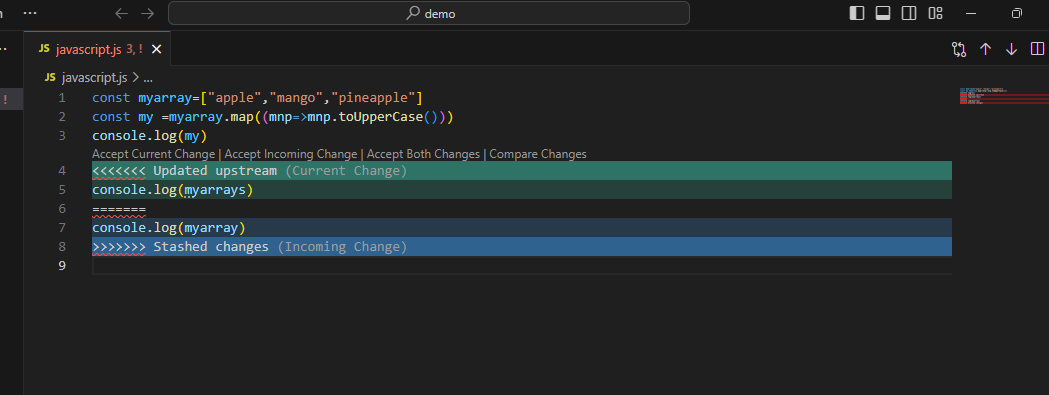 demo
JS javascript.js 3, !
JS javascript.js > ...
1 const myarray=["apple","mango","pineapple"]
2 const my =myarray.map((mnp=>mnp.toUpperCase()))
3 console.log(my)
Accept Current Change | Accept Incoming Change | Accept Both Changes | Compare Changes
4 <<<<<<< Updated upstream (Current Change)
5 console.log(myarrays)
6 =======
7 console.log(myarray)
8 >>>>>>> Stashed changes (Incoming Change)
9
!